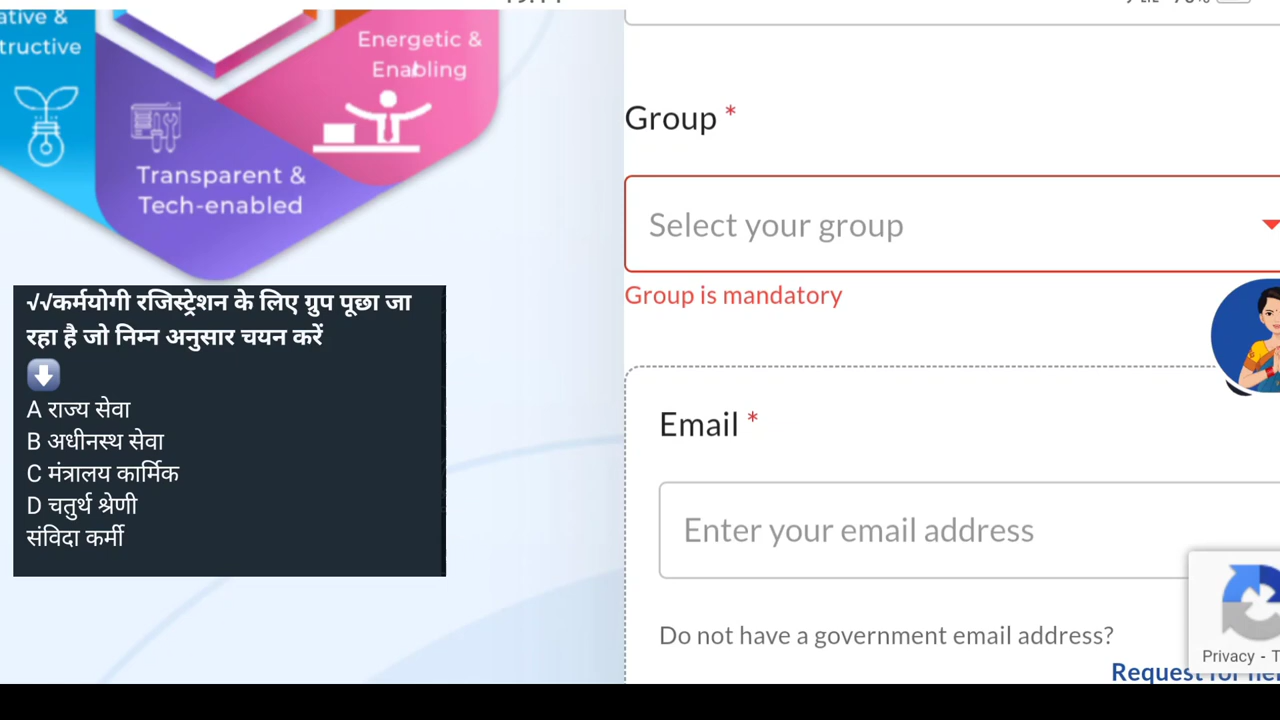 ative &
tructive
Energetic &
Enabling
Transparent &
Tech-enabled
√√कर्मयोगी रजिस्ट्रेशन के लिए ग्रुप पूछा जा
रहा है जो निम्न अनुसार चयन करें
A राज्य सेवा
B अधीनस्थ सेवा
C मंत्रालय कार्मिक
D चतुर्थ श्रेणी
संविदा कर्मी
Group *
Select your group
Group is mandatory
Email *
Enter your email address
Do not have a government email address?
Request for
Privacy - T